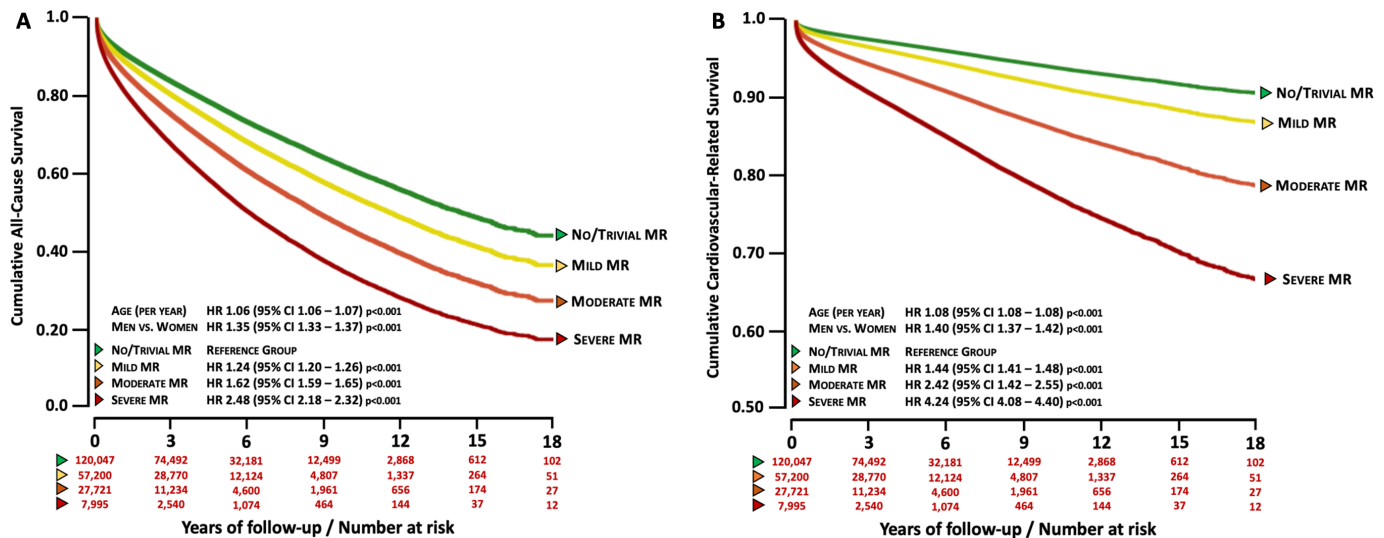 A
Cumulative All-Cause Survival
1.0
0.80
0.60
0.40
0.20
0.0
No/Trivial MR
Mild MR
Moderate MR
Severe MR
Age (per year) HR 1.06 (95% CI 1.06 – 1.07) p<0.001
Men vs. Women HR 1.35 (95% CI 1.33 – 1.37) p<0.001
No/Trivial MR Reference Group
Mild MR HR 1.24 (95% CI 1.20 – 1.26) p<0.001
Moderate MR HR 1.62 (95% CI 1.59 – 1.65) p<0.001
Severe MR HR 2.48 (95% CI 2.18 – 2.32) p<0.001
0 3 6 9 12 15 18
120,047 74,492 32,181 12,499 2,868 612 102
57,200 28,770 12,124 4,807 1,337 264 51
27,721 11,234 4,600 1,961 656 174 27
7,995 2,540 1,074 464 144 37 12
Years of follow-up / Number at risk
B
Cumulative Cardiovascular-Related Survival
1.0
0.90
0.80
0.70
0.60
0.50
No/Trivial MR
Mild MR
Moderate MR
Severe MR
Age (per year) HR 1.08 (95% CI 1.08 – 1.08) p<0.001
Men vs. Women HR 1.40 (95% CI 1.37 – 1.42) p<0.001
No/Trivial MR Reference Group
Mild MR HR 1.44 (95% CI 1.41 – 1.48) p<0.001
Moderate MR HR 2.42 (95% CI 1.42 – 2.55) p<0.001
Severe MR HR 4.24 (95% CI 4.08 – 4.40) p<0.001
0 3 6 9 12 15 18
120,047 74,492 32,181 12,499 2,868 612 102
57,200 28,770 12,124 4,807 1,337 264 51
27,721 11,234 4,600 1,961 656 174 27
7,995 2,540 1,074 464 144 37 12
Years of follow-up / Number at risk